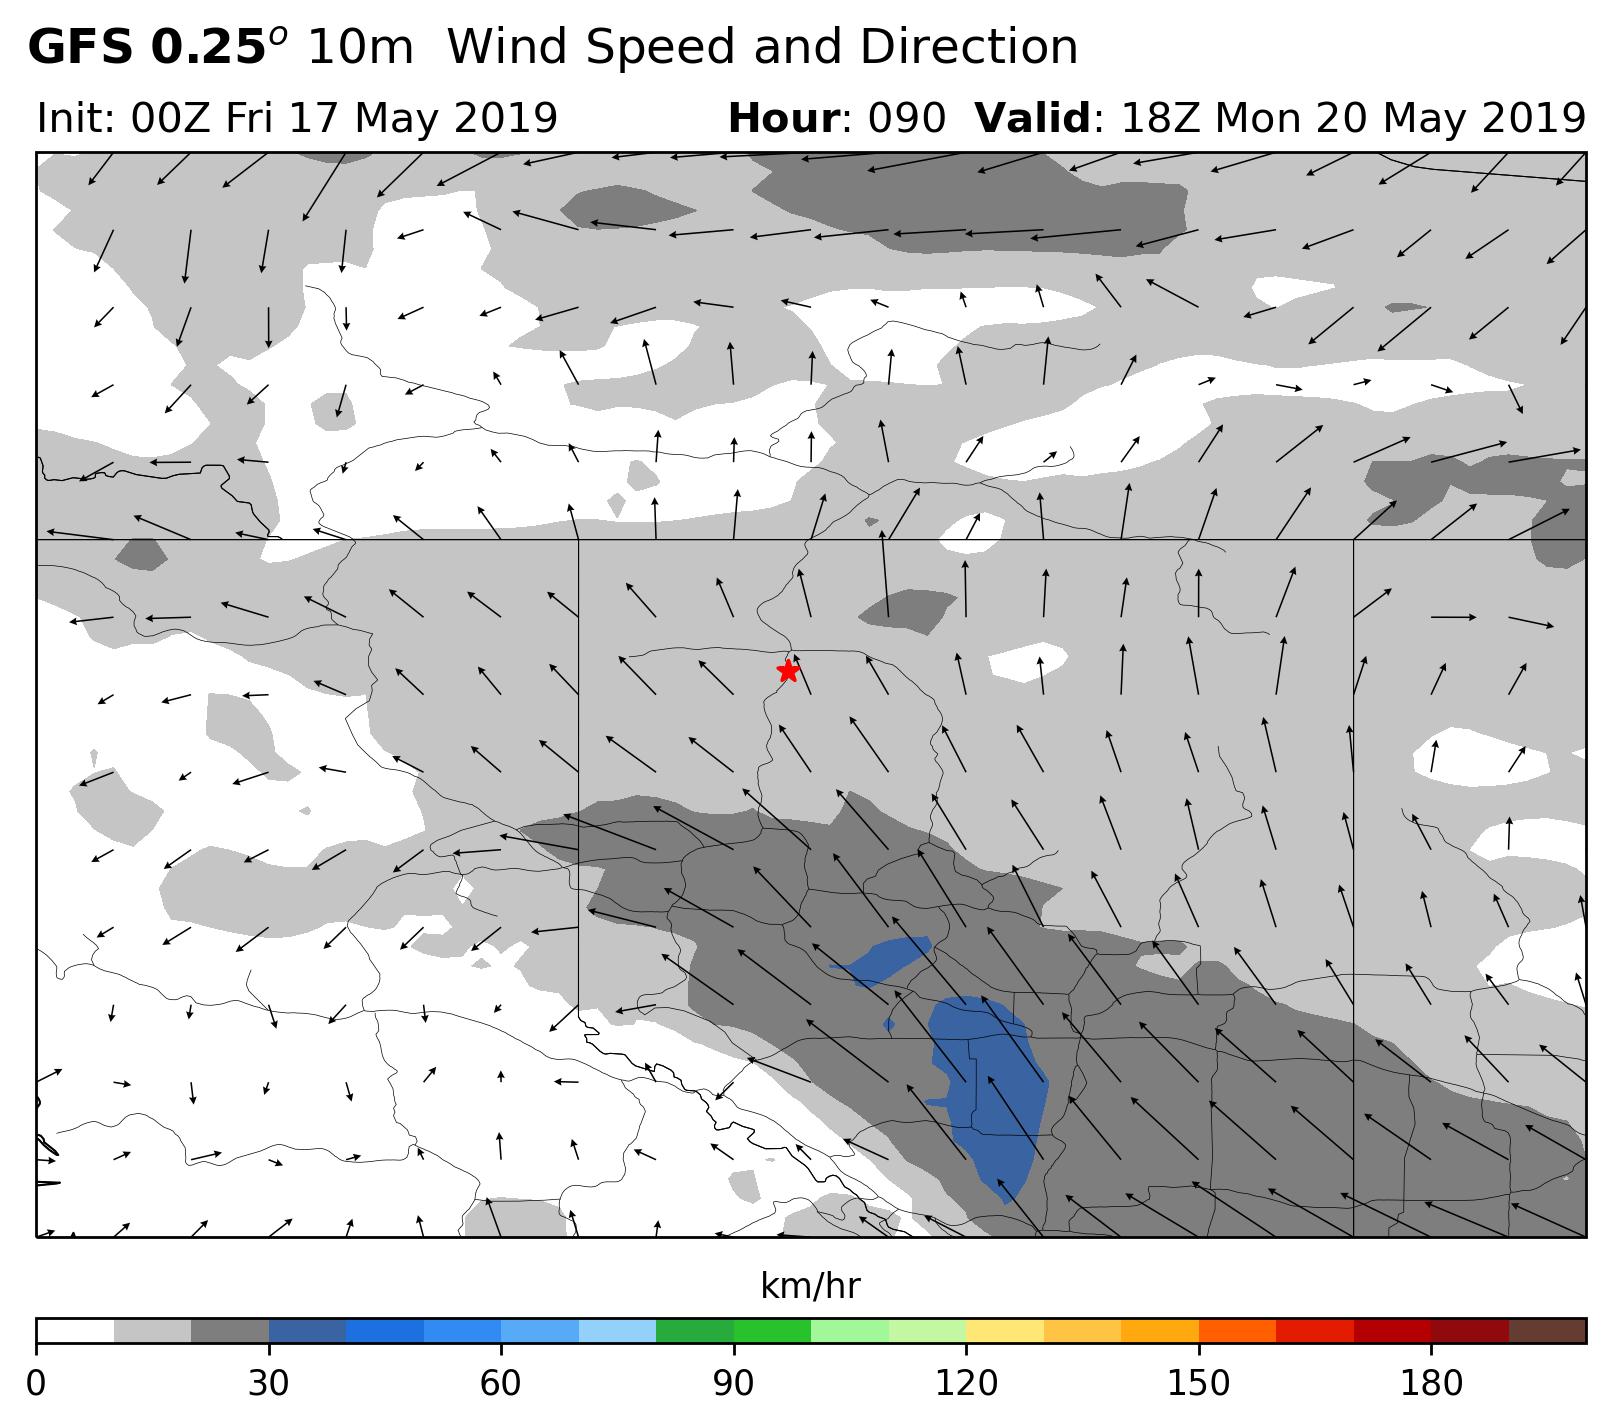 GFS 0.25° 10m  Wind Speed and Direction
Init: 00Z Fri 17 May 2019 Hour: 090 Valid: 18Z Mon 20 May 2019
km/hr
0 30 60 90 120 150 180